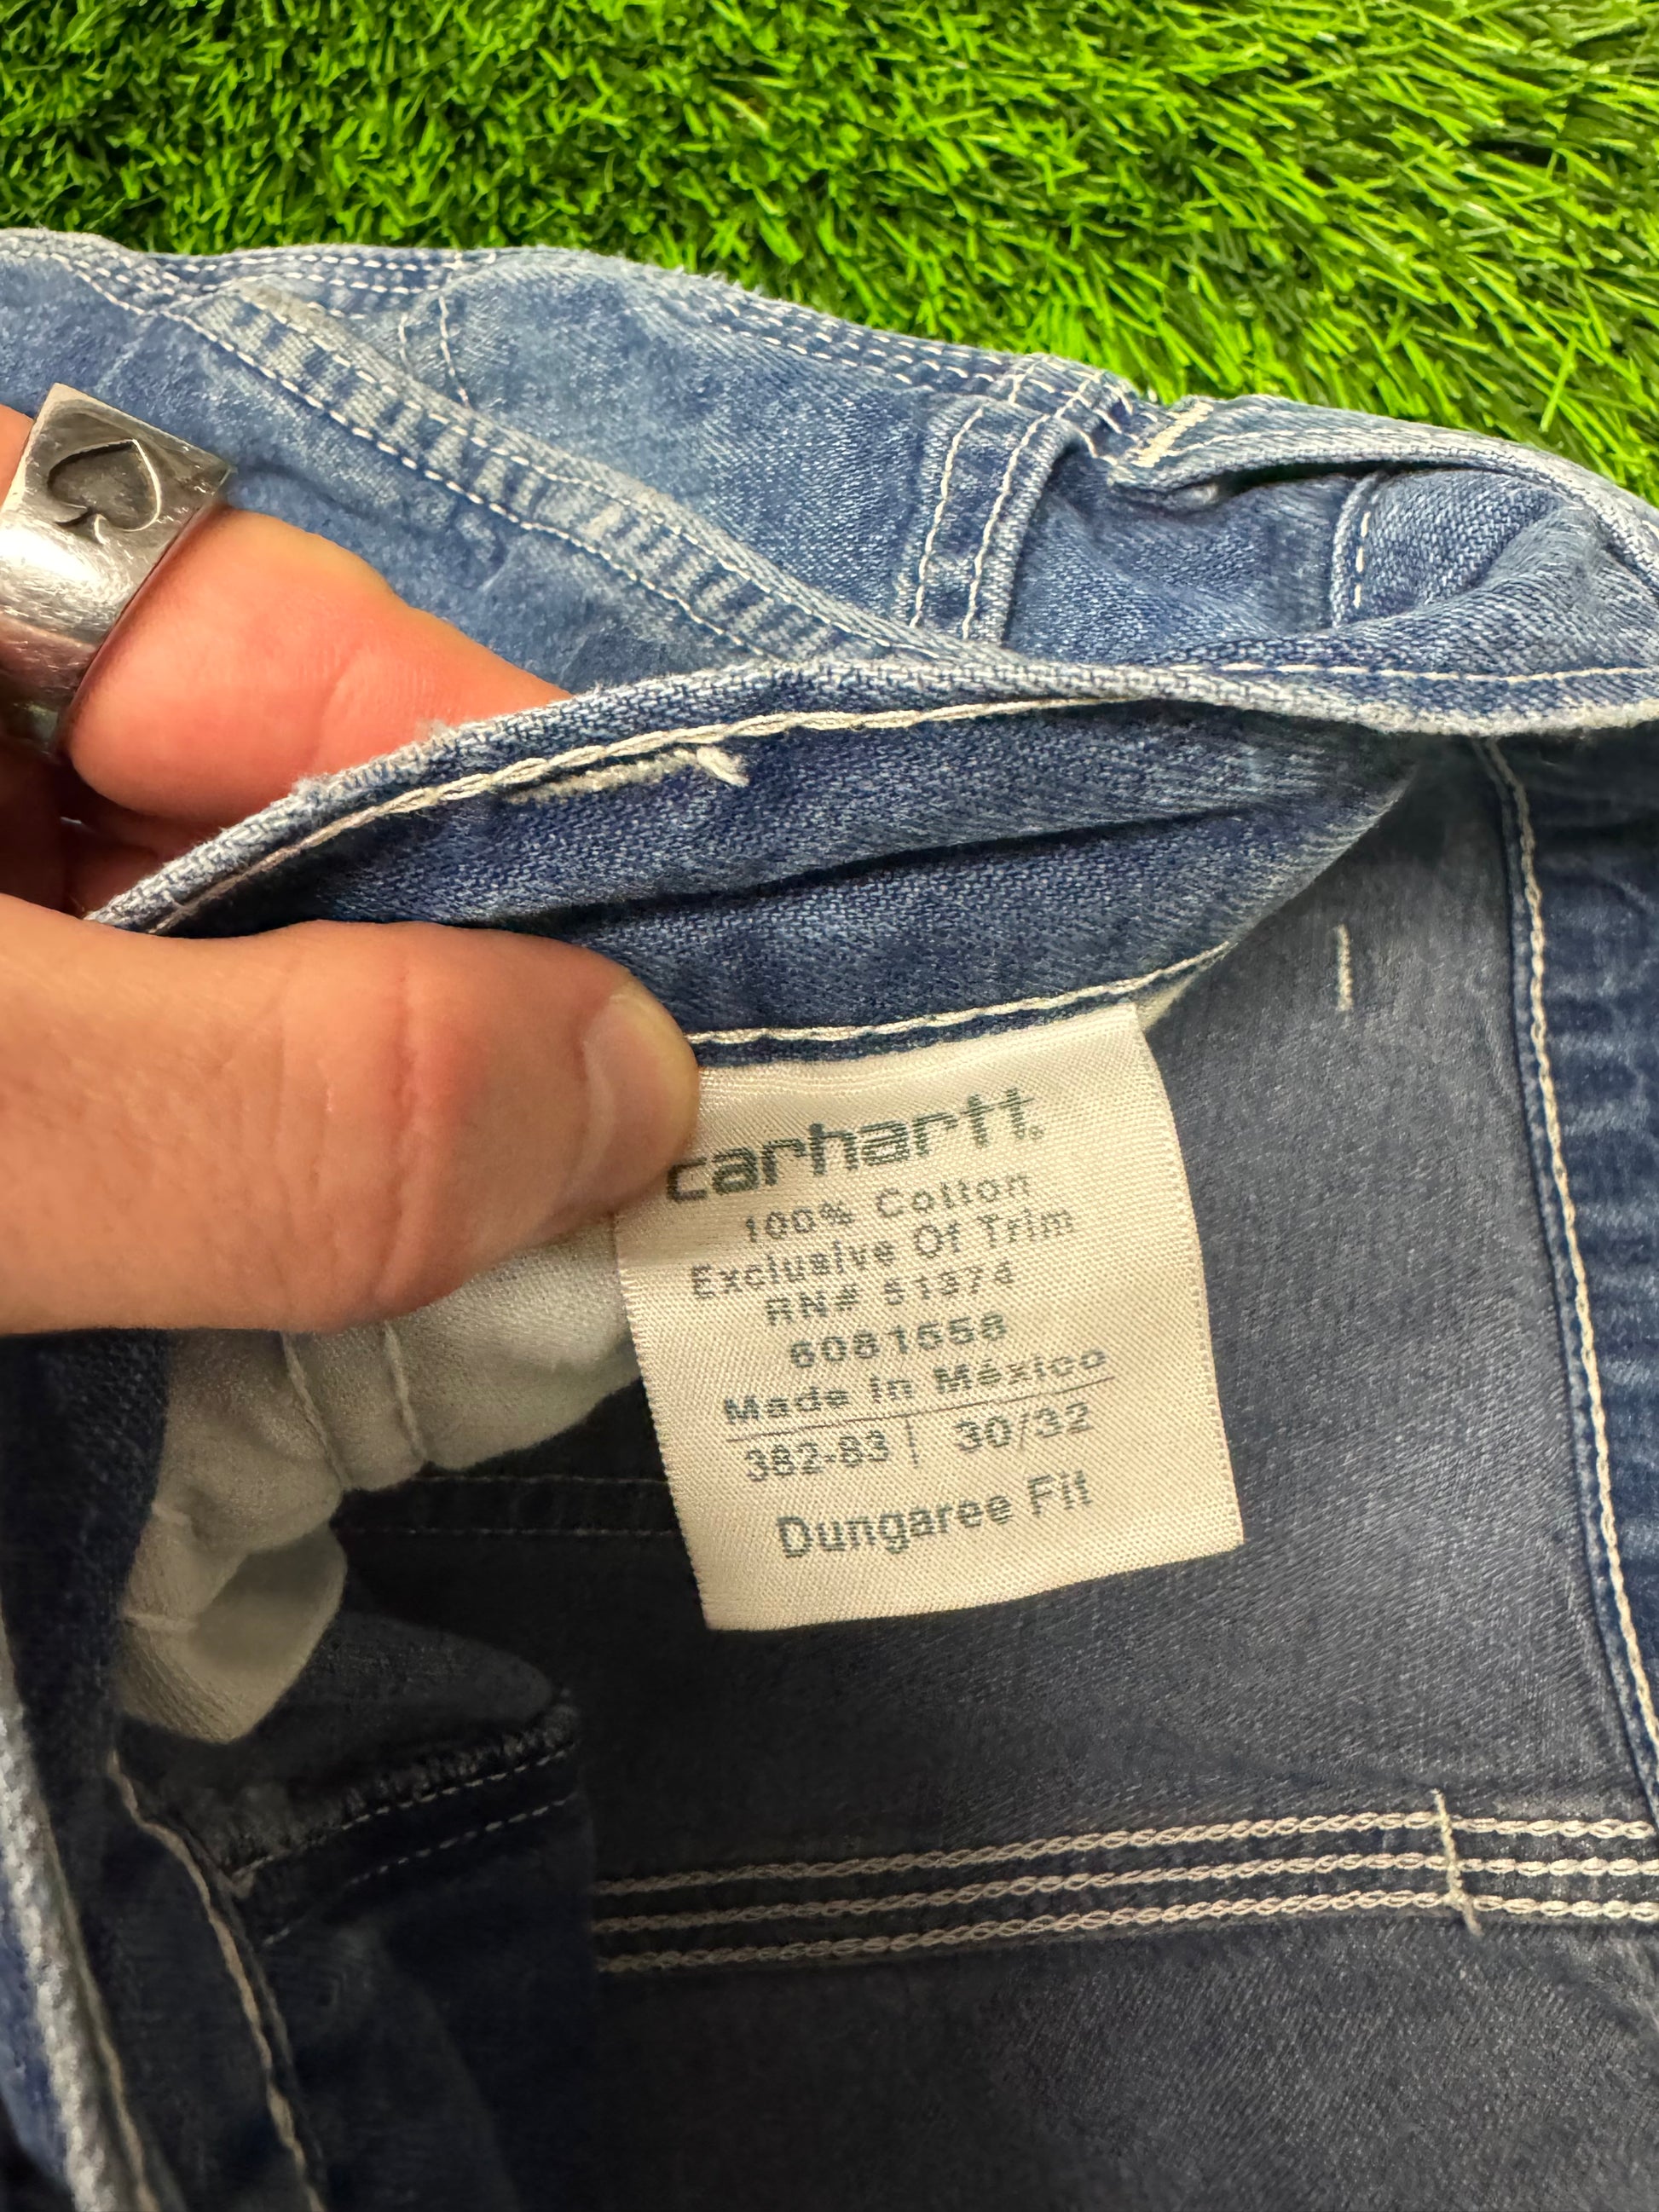 carhartt®
100% Cotton
Exclusive Of Trim
RN# 51374
6081558
Made in México
382-83 | 30/32
Dungaree Fit